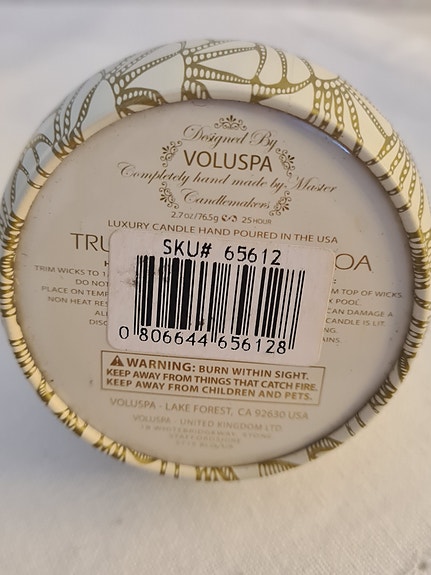 Designed By
VOLUSPA
Completely hand made by Master
Candlemakers
2.7 oz/76.5g 25 HOUR
LUXURY CANDLE HAND POURED IN THE USA
TRU OA
SKU# 65612
TRIM WICKS TO 1/ M TOP OF WICKS
DO NOT X POOL.
PLACE ON TEMP CAN DAMAGE A
NON HEAT RES CANDLE IS LIT.
ALL NG.
DISC AINS.
0 806644 656128
WARNING: BURN WITHIN SIGHT.
KEEP AWAY FROM THINGS THAT CATCH FIRE.
KEEP AWAY FROM CHILDREN AND PETS.
VOLUSPA - LAKE FOREST, CA 92630 USA
VOLUSPA - UNITED KINGDOM LTD.